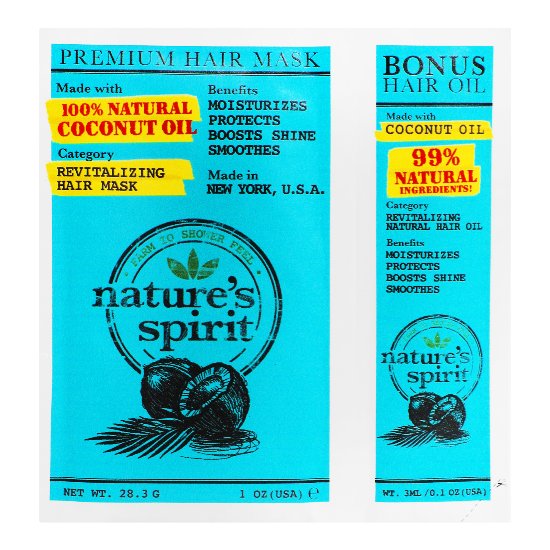 PREMIUM HAIR MASK
Made with
100% NATURAL
COCONUT OIL
Category
REVITALIZING
HAIR MASK
Benefits
MOISTURIZES
PROTECTS
BOOSTS SHINE
SMOOTHES
Made in
NEW YORK, U.S.A.
• FARM TO SHOWER FEEL •
nature's
spirit
NET WT. 28.3 G
1 OZ(USA) ℮
BONUS
HAIR OIL
Made with
COCONUT OIL
99%
NATURAL
INGREDIENTS!
Category
REVITALIZING
NATURAL HAIR OIL
Benefits
MOISTURIZES
PROTECTS
BOOSTS SHINE
SMOOTHES
nature's
spirit
WT. 3ML/0.1 OZ(USA)